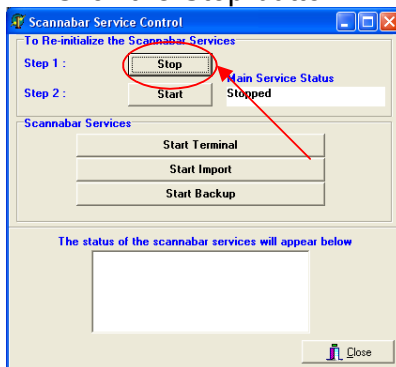 Scannabar Service Control
To Re-initialize the Scannabar Services
Step 1 :
Stop
Main Service Status
Step 2 :
Start
Stopped
Scannabar Services
Start Terminal
Start Import
Start Backup
The status of the scannabar services will appear below
Close